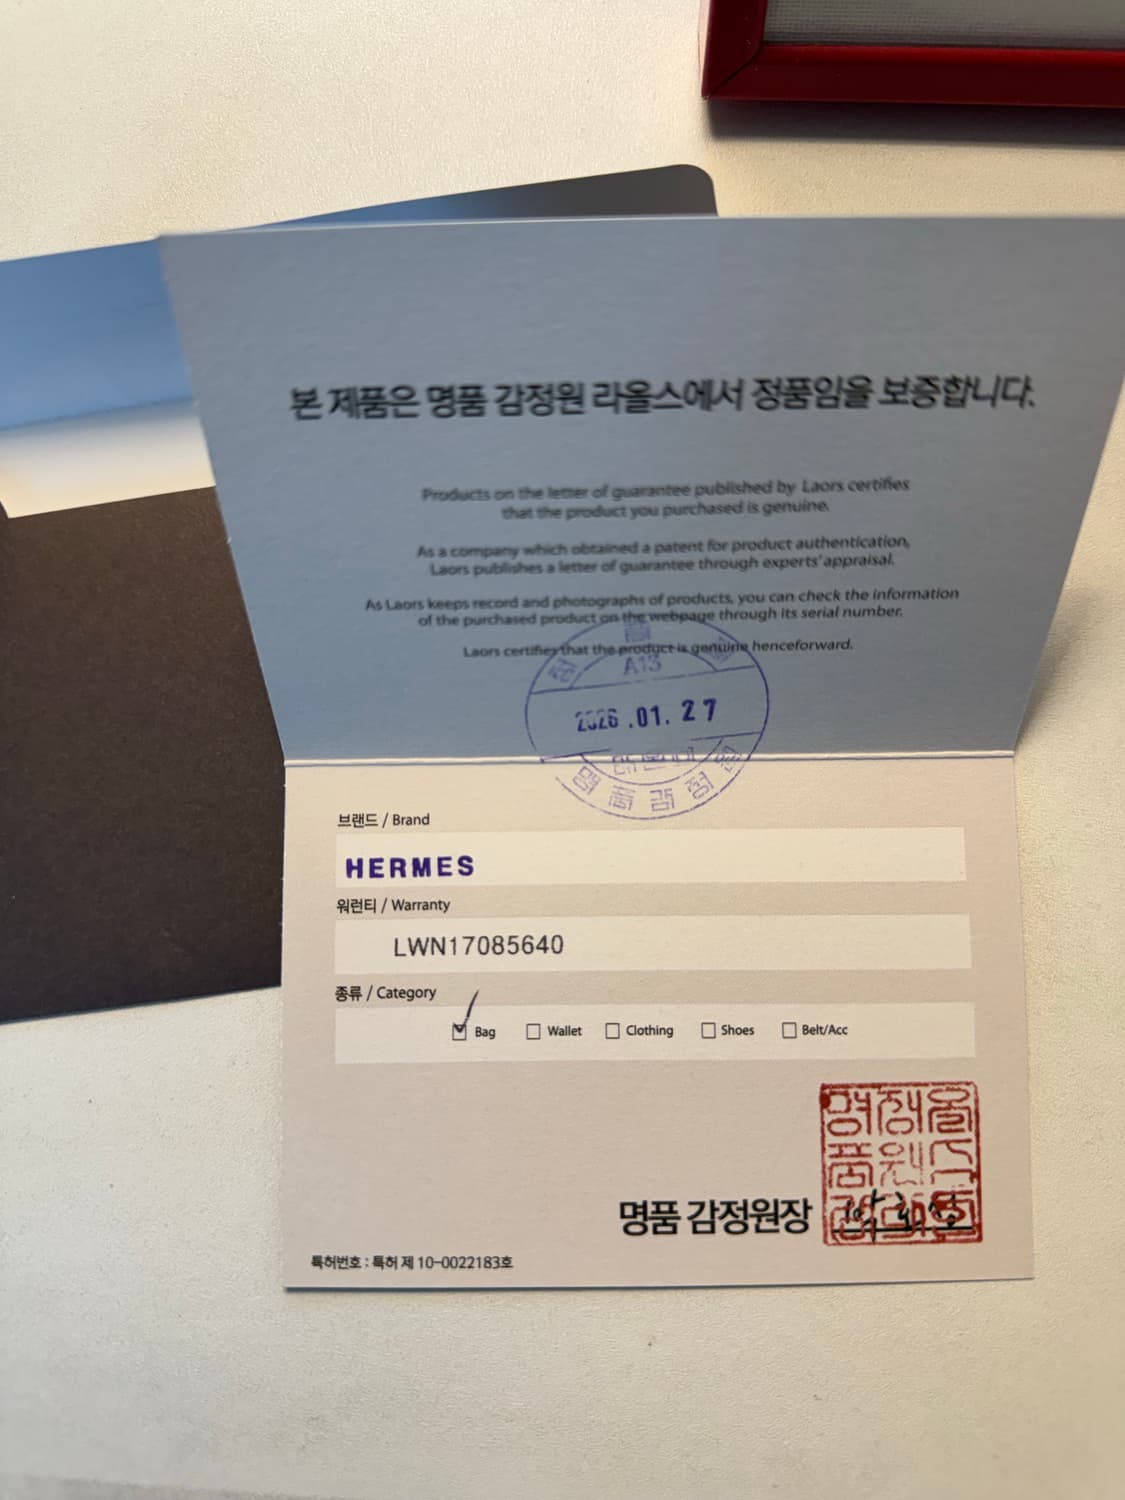 본 제품은 명품 감정원 라올스에서 정품임을 보증합니다.
Products on the letter of guarantee published by Laors certifies
that the product you purchased is genuine.
As a company which obtained a patent for product authentication,
Laors publishes a letter of guarantee through experts' appraisal.
As Laors keeps record and photographs of products, you can check the information
of the purchased product on the webpage through its serial number.
Laors certifies that the product is genuine henceforward.
A13
2026.01.27
명품감정원
브랜드 / Brand
HERMES
워런티 / Warranty
LWN17085640
종류 / Category
Bag Wallet Clothing Shoes Belt/Acc
명품 감정원장
특허번호 : 특허 제 10-0022183호